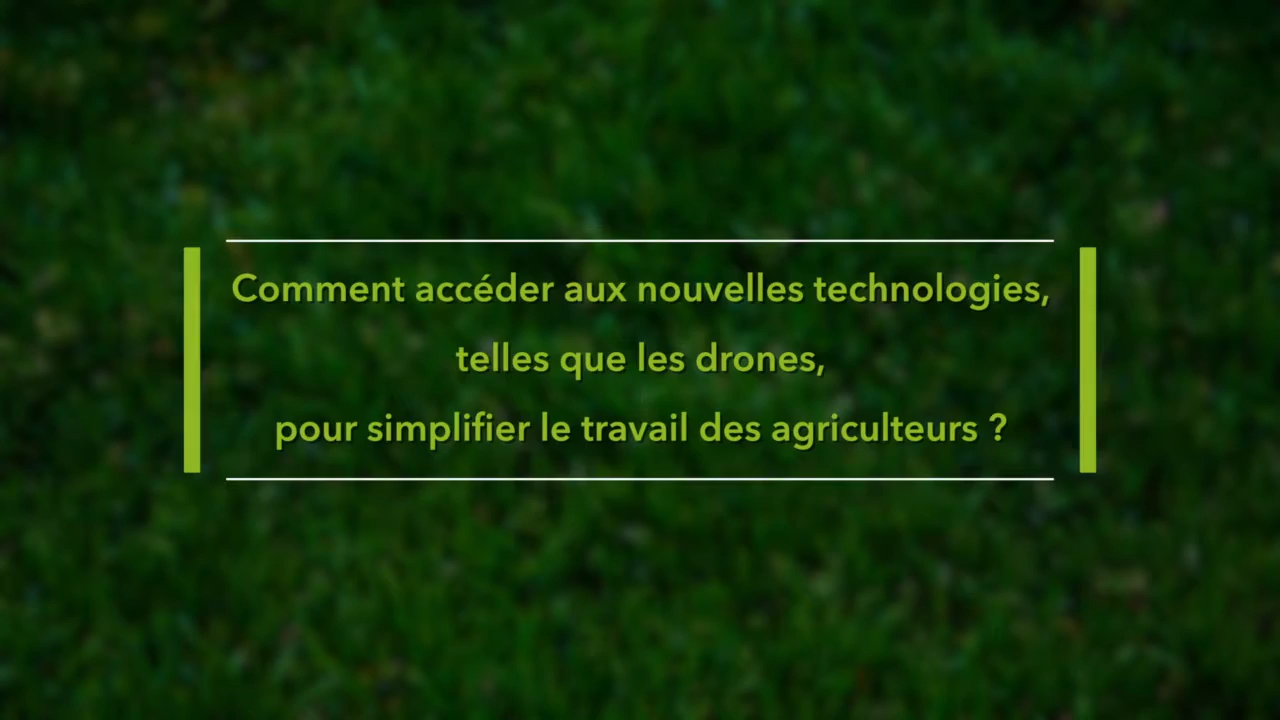 Comment accéder aux nouvelles technologies,
telles que les drones,
pour simplifier le travail des agriculteurs ?